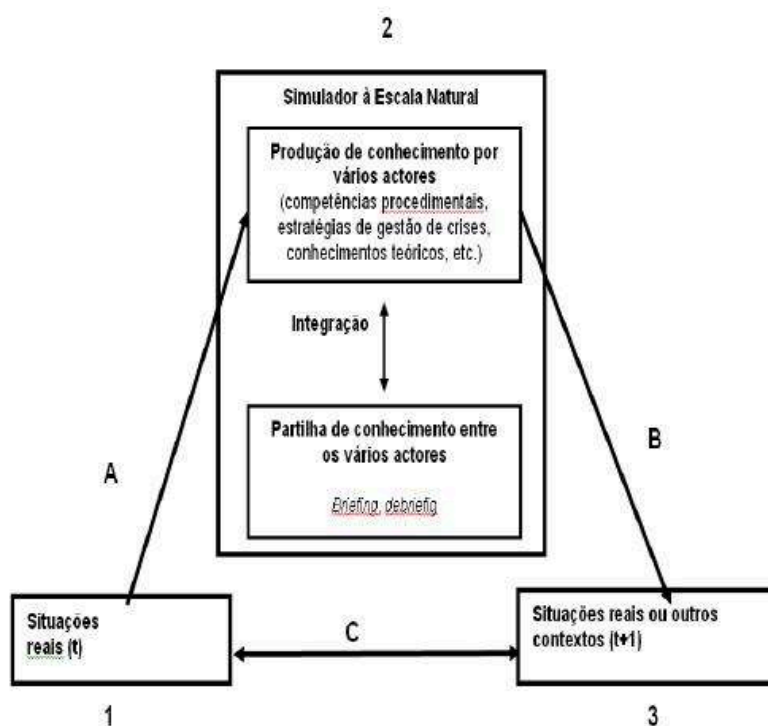 2
Simulador à Escala Natural
Produção de conhecimento por
vários actores
(competências procedimentais,
estratégias de gestão de crises,
conhecimentos teóricos, etc.)
Integração
Partilha de conhecimento entre
os vários actores
Briefing, debriefig
A
B
Situações
reais (t)
C
Situações reais ou outros
contextos (t+1)
1
3